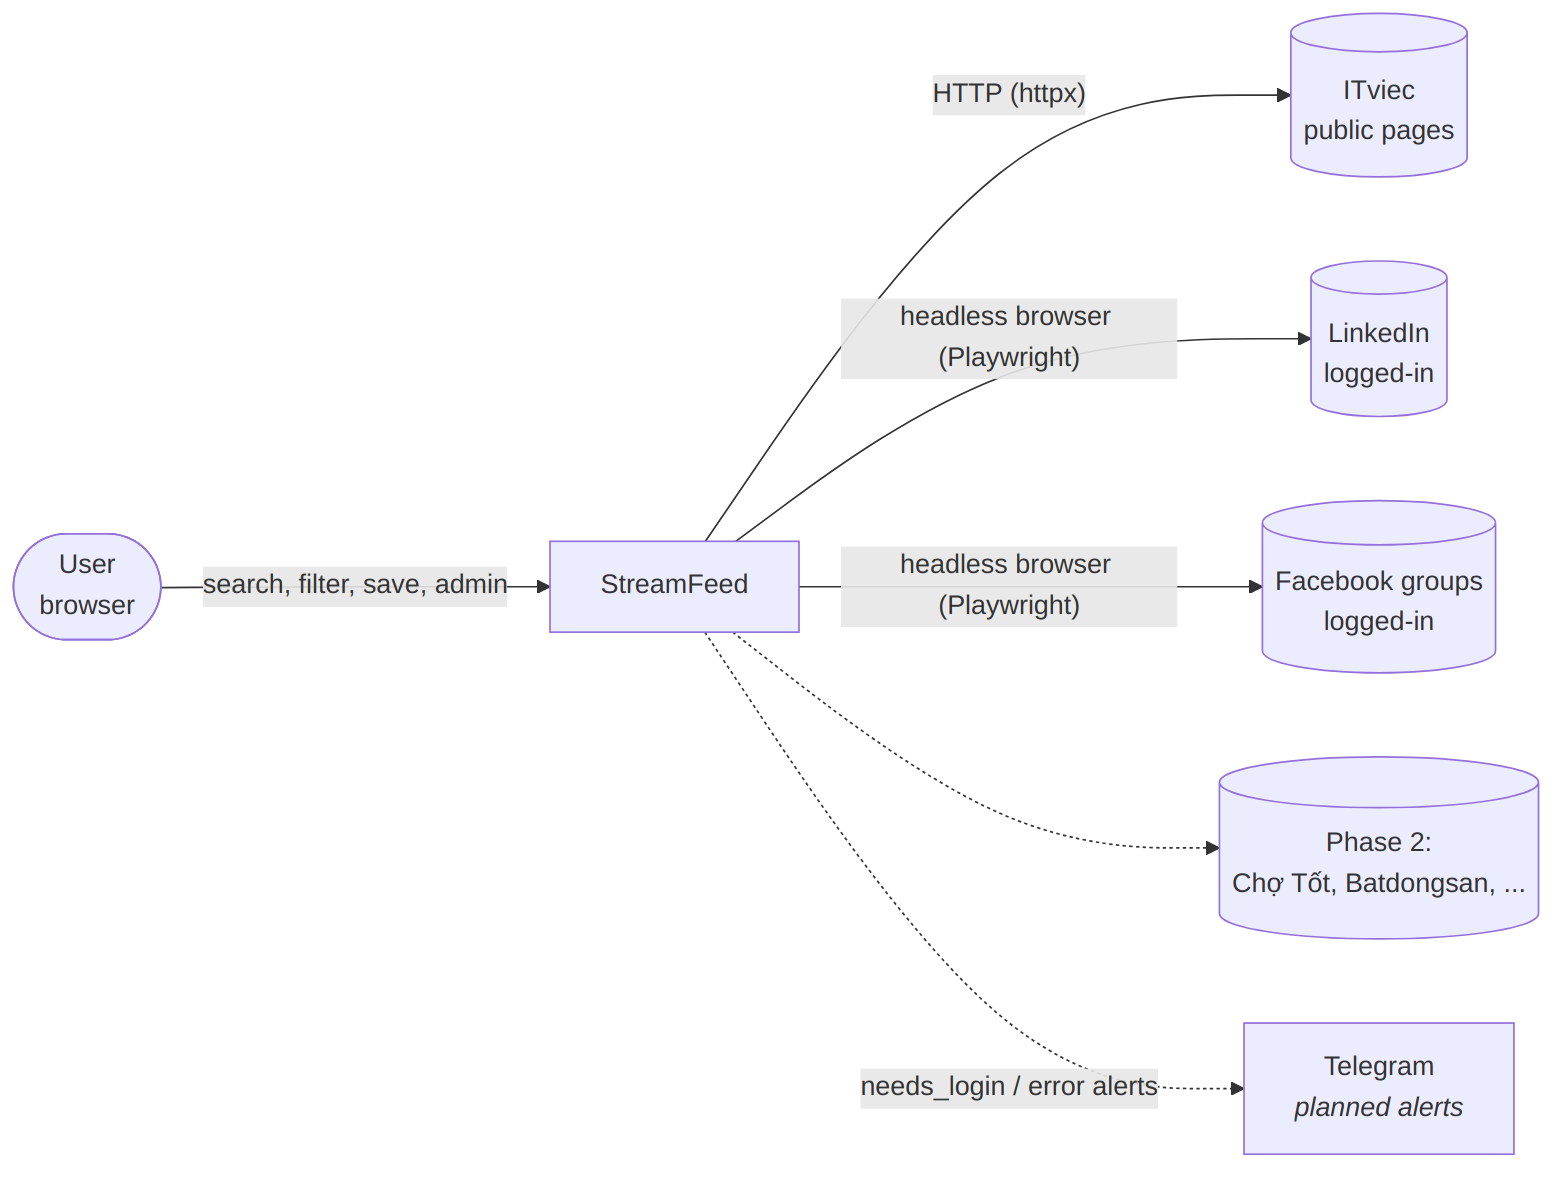 HTTP (httpx)
ITviec
public pages
headless browser
(Playwright)
LinkedIn
logged-in
User
browser
search, filter, save, admin
StreamFeed
headless browser
(Playwright)
Facebook groups
logged-in
Phase 2:
Chợ Tốt, Batdongsan, ...
needs_login / error alerts
Telegram
planned alerts